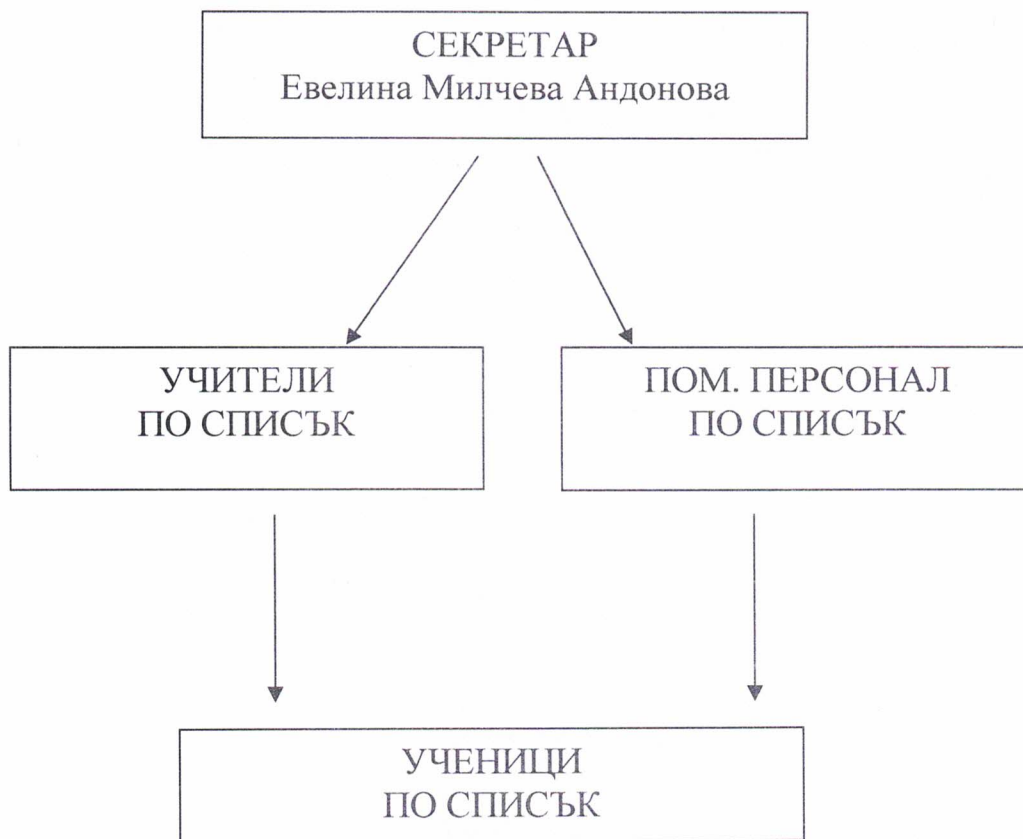 СЕКРЕТАР
Евелина Милчева Андонова
УЧИТЕЛИ
ПО СПИСЪК
ПОМ. ПЕРСОНАЛ
ПО СПИСЪК
УЧЕНИЦИ
ПО СПИСЪК